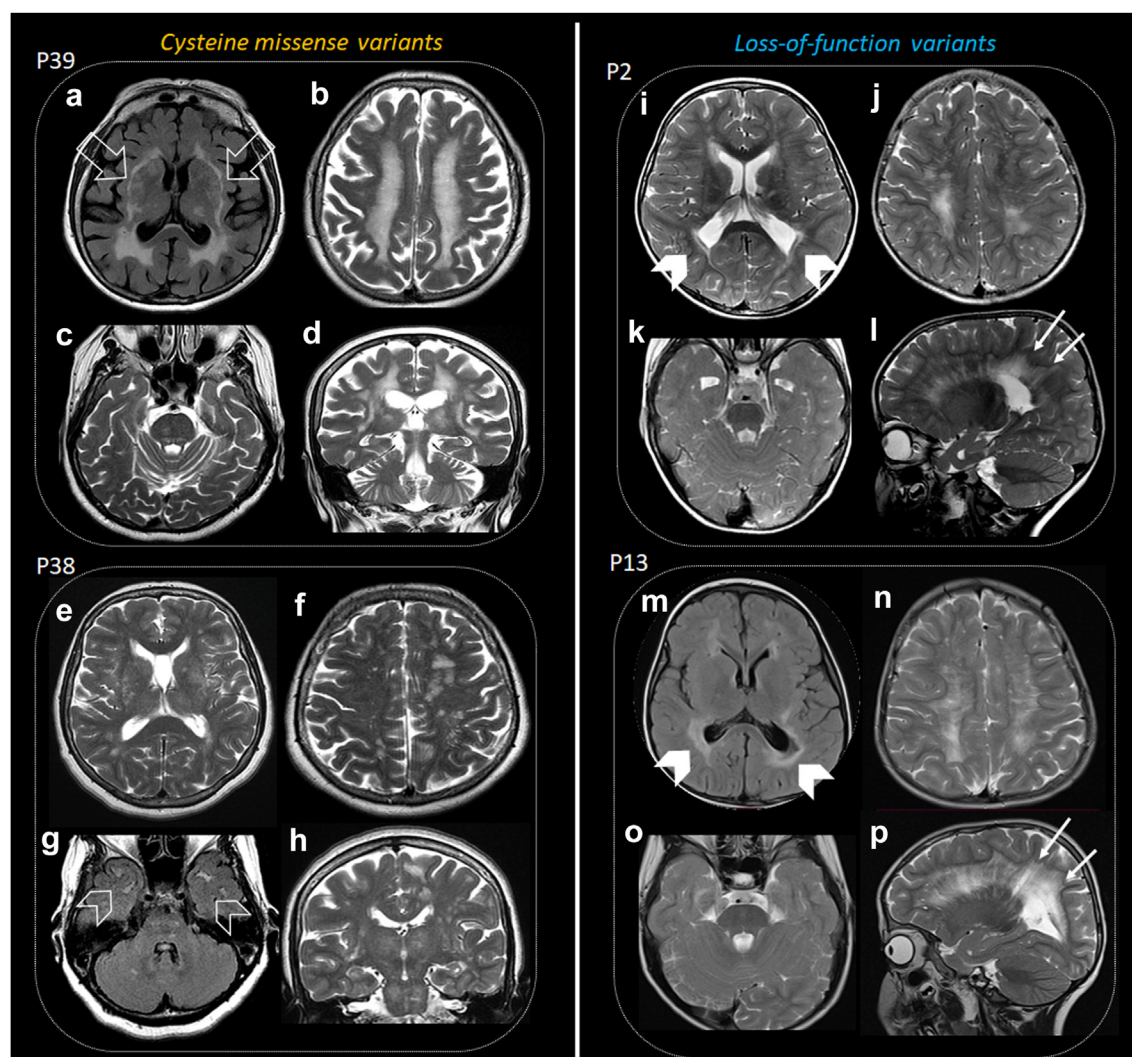 Cysteine missense variants
Loss-of-function variants
P39
a
b
c
d
P38
e
f
g
h
P2
i
j
k
l
P13
m
n
o
p